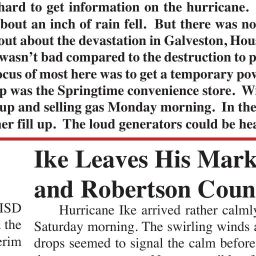 hard to get information on the hurricane.
bout an inch of rain fell. But there was no
out about the devastation in Galveston, Hou
wasn't bad compared to the destruction to p
ocus of most here was to get a temporary pov
p was the Springtime convenience store. W
up and selling gas Monday morning. In the
her fill up. The loud generators could be hea
Ike Leaves His Mark
and Robertson Coun
ISD
Hurricane Ike arrived rather calmly
the
Saturday morning. The swirling winds a
erim
drops seemed to signal the calm before